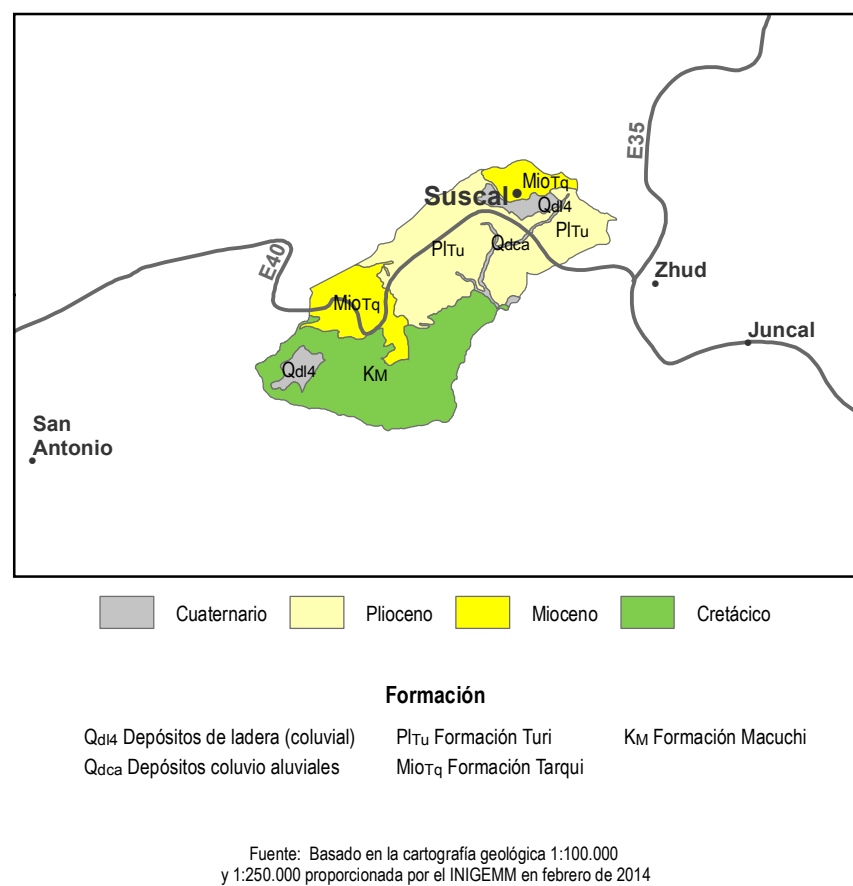 E35
MioTq
Suscal
Qdl4
PlTu
Qdca
PlTu
E40
Zhud
MioTq
Juncal
Qdl4
KM
San
Antonio
Cuaternario Plioceno Mioceno Cretácico
Formación
Qdl4 Depósitos de ladera (coluvial) PlTu Formación Turi KM Formación Macuchi
Qdca Depósitos coluvio aluviales MioTq Formación Tarqui
Fuente: Basado en la cartografía geológica 1:100.000
y 1:250.000 proporcionada por el INIGEMM en febrero de 2014